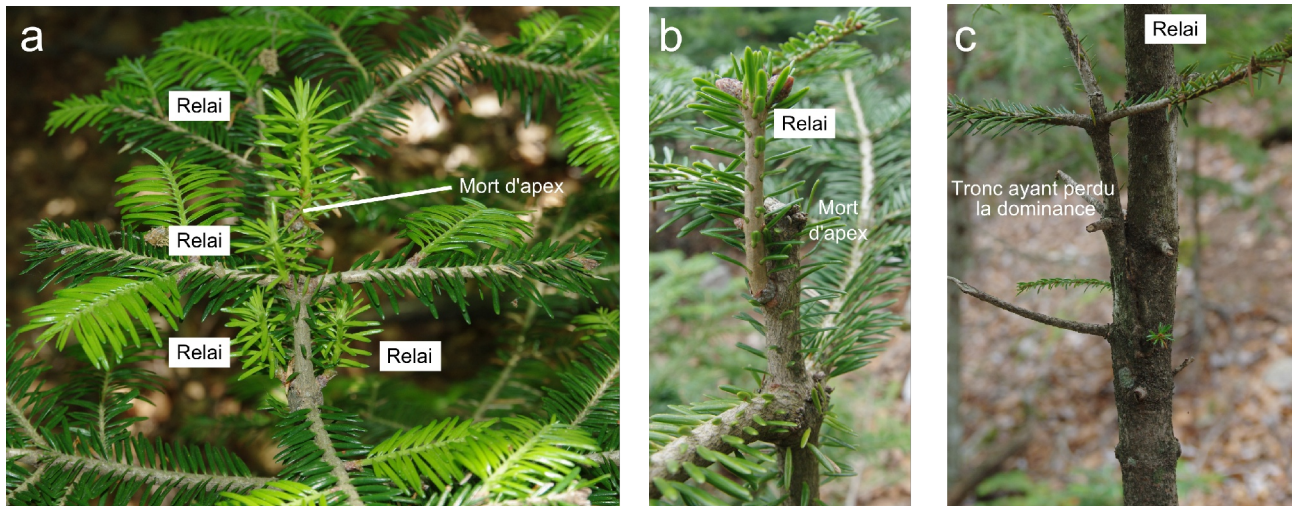 a
Relai
Mort d'apex
Relai
Relai
Relai
b
Relai
Mort
d'apex
c
Relai
Tronc ayant perdu
la dominance